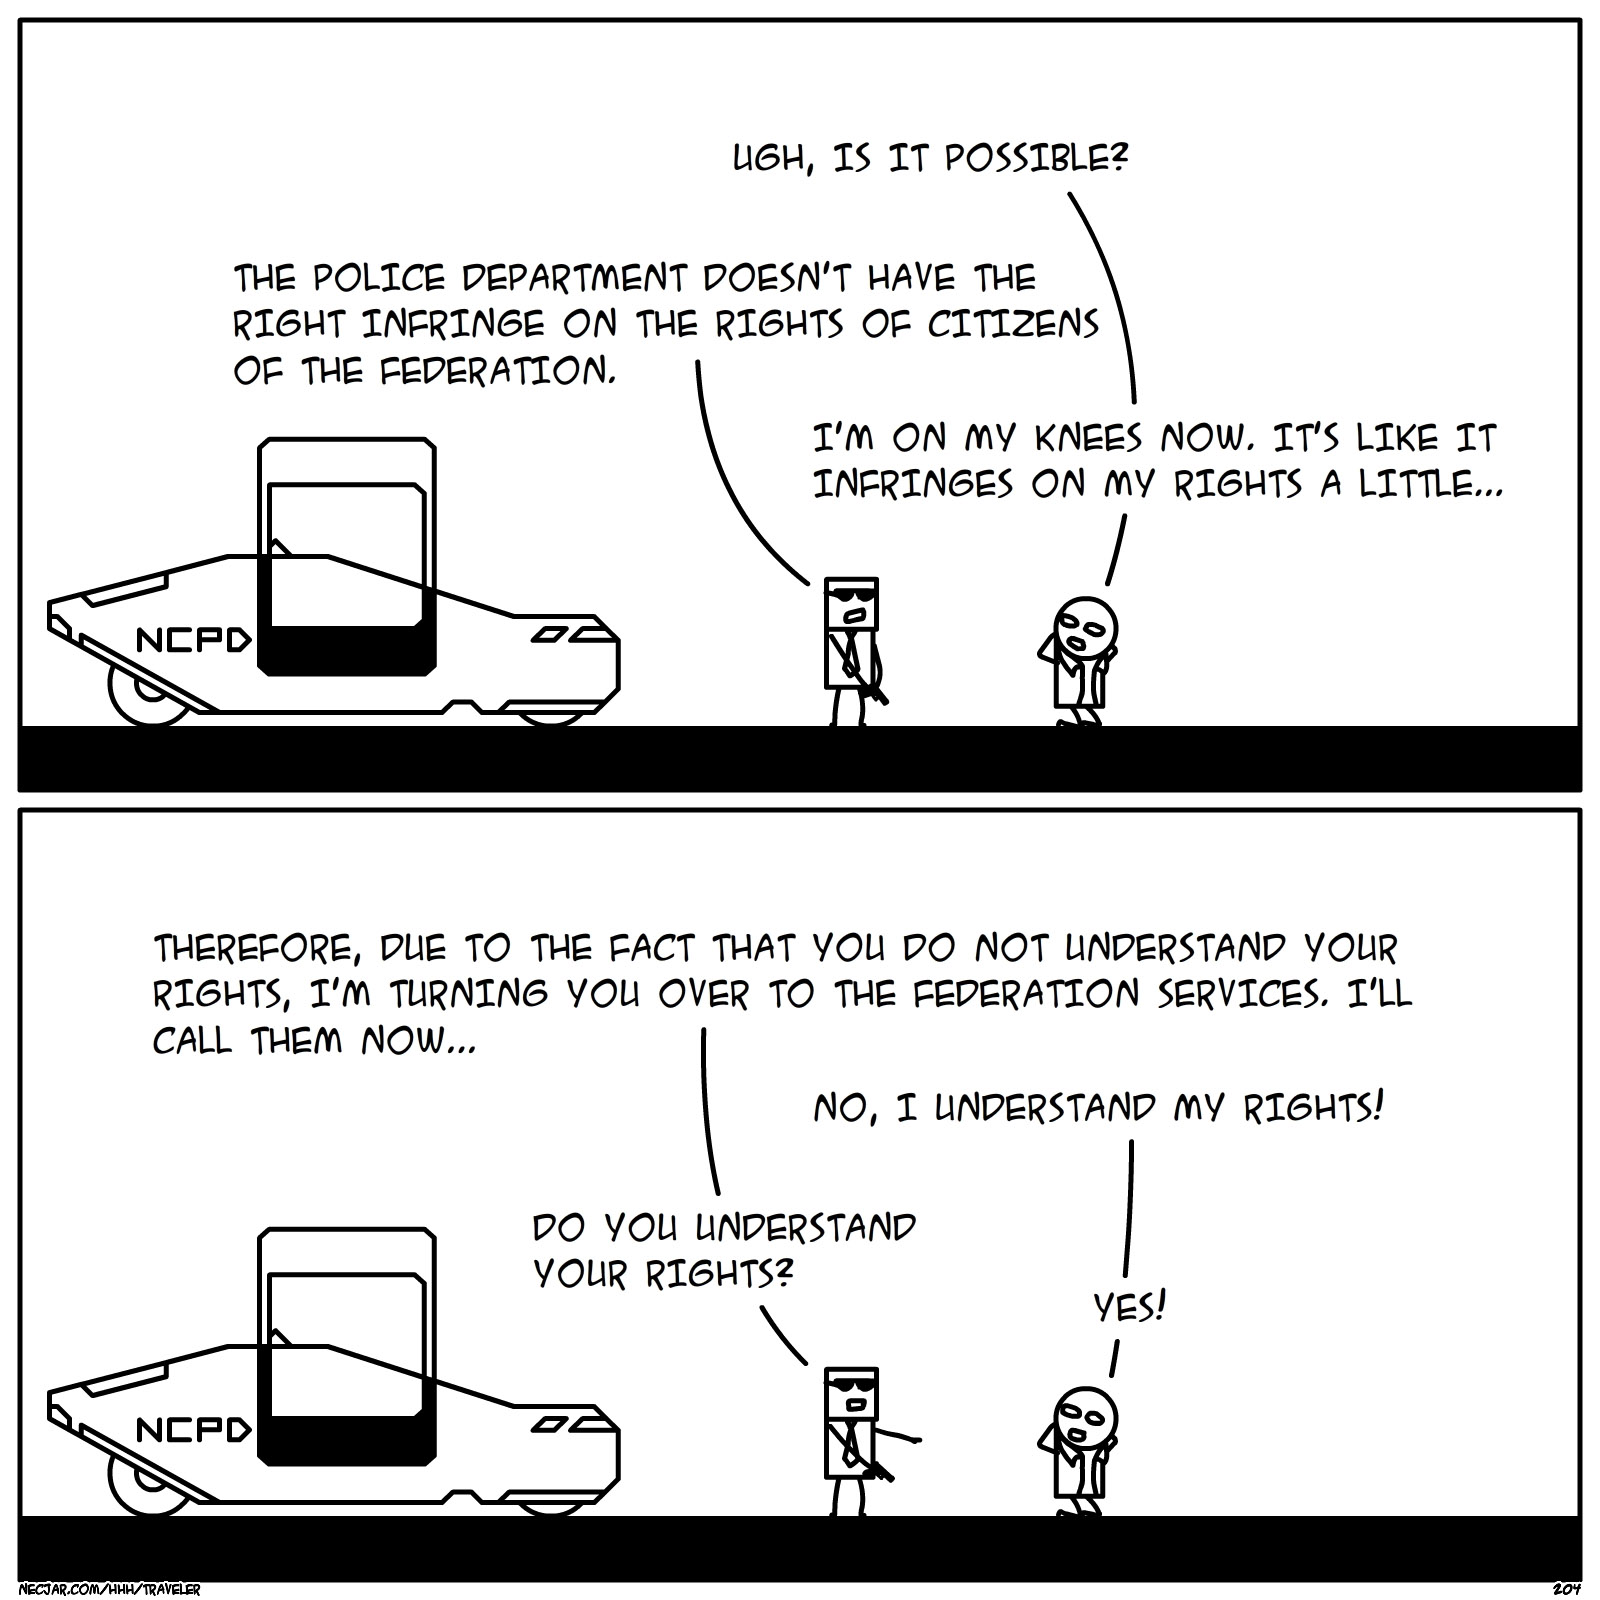 UGH, IS IT POSSIBLE?
THE POLICE DEPARTMENT DOESN'T HAVE THE
RIGHT INFRINGE ON THE RIGHTS OF CITIZENS
OF THE FEDERATION.
I'M ON MY KNEES NOW. IT'S LIKE IT
INFRINGES ON MY RIGHTS A LITTLE...
NCPD
THEREFORE, DUE TO THE FACT THAT YOU DO NOT UNDERSTAND YOUR
RIGHTS, I'M TURNING YOU OVER TO THE FEDERATION SERVICES. I'LL
CALL THEM NOW...
NO, I UNDERSTAND MY RIGHTS!
DO YOU UNDERSTAND
YOUR RIGHTS?
YES!
NCPD
NECJAR.COM/HHH/TRAVELER
204